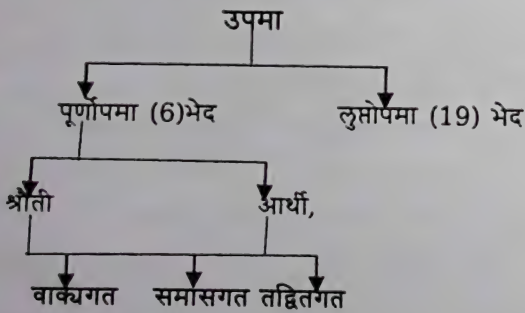 उपमा
पूर्णोपमा (6)भेद लुप्तोपमा (19) भेद
श्रौती आर्थी,
वाक्यगत समासगत तद्वितगत